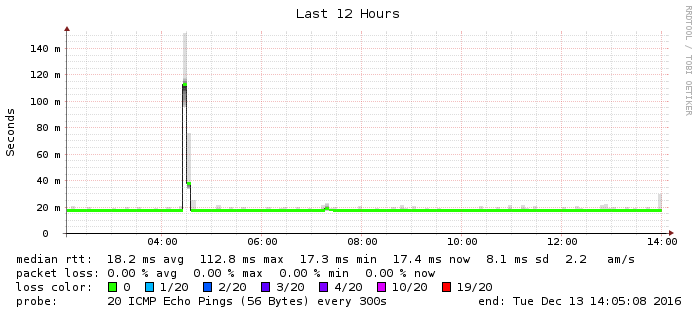 Last 12 Hours
RRDTOOL / TOBI OETIKER
Seconds
140 m
120 m
100 m
80 m
60 m
40 m
20 m
0
04:00 06:00 08:00 10:00 12:00 14:00
median rtt: 18.2 ms avg 112.8 ms max 17.3 ms min 17.4 ms now 8.1 ms sd 2.2 am/s
packet loss: 0.00 % avg 0.00 % max 0.00 % min 0.00 % now
loss color: 0 1/20 2/20 3/20 4/20 10/20 19/20
probe: 20 ICMP Echo Pings (56 Bytes) every 300s end: Tue Dec 13 14:05:08 2016